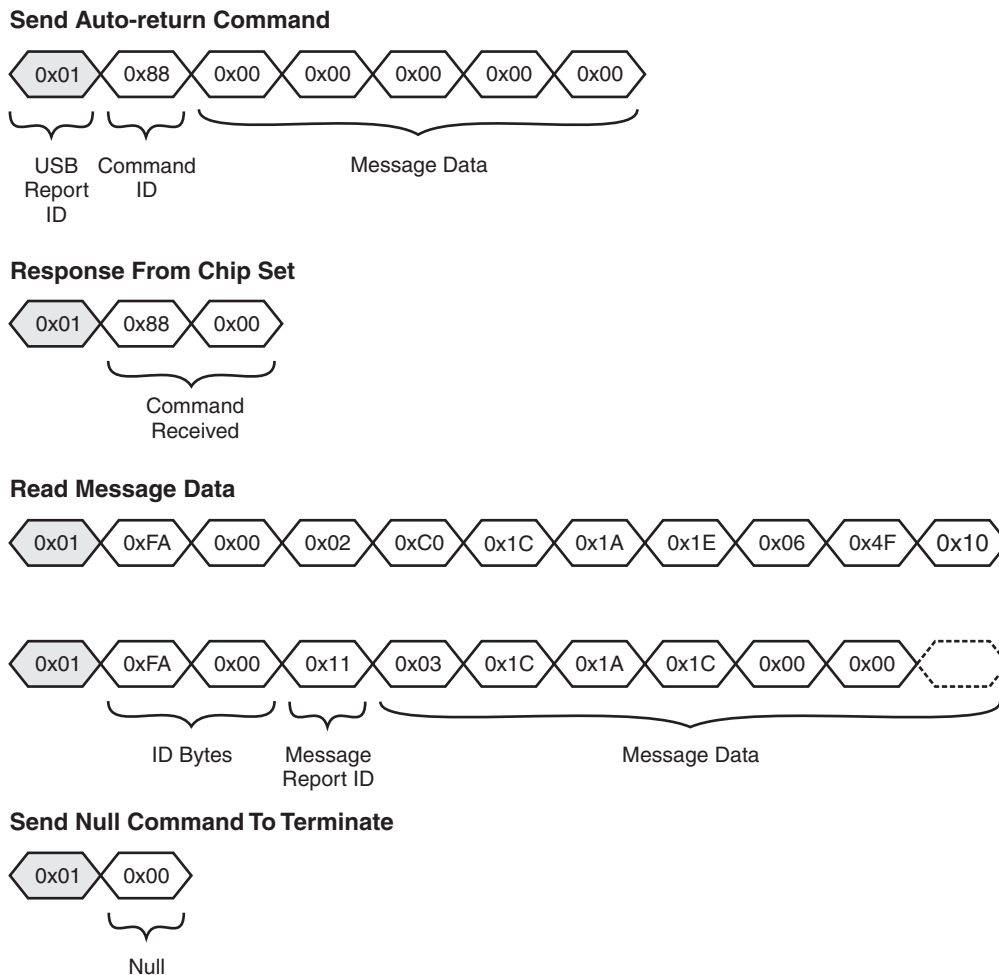 Send Auto-return Command
0x01 0x88 0x00 0x00 0x00 0x00 0x00
USB Report ID
Command ID
Message Data
Response From Chip Set
0x01 0x88 0x00
Command Received
Read Message Data
0x01 0xFA 0x00 0x02 0xC0 0x1C 0x1A 0x1E 0x06 0x4F 0x10
0x01 0xFA 0x00 0x11 0x03 0x1C 0x1A 0x1C 0x00 0x00
ID Bytes
Message Report ID
Message Data
Send Null Command To Terminate
0x01 0x00
Null